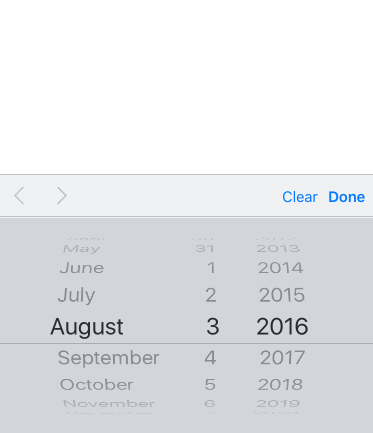 Clear Done
May 31 2013
June 1 2014
July 2 2015
August 3 2016
September 4 2017
October 5 2018
November 6 2019